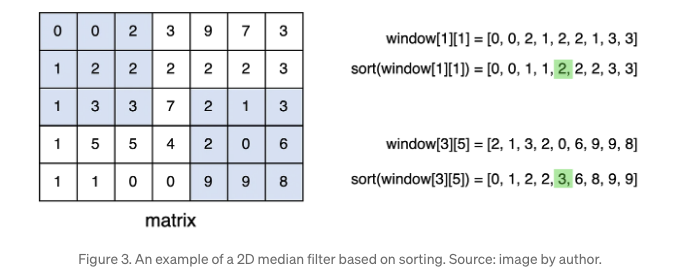 0 0 2 3 9 7 3
1 2 2 2 2 2 3
1 3 3 7 2 1 3
1 5 5 4 2 0 6
1 1 0 0 9 9 8
matrix
window[1][1] = [0, 0, 2, 1, 2, 2, 1, 3, 3]
sort(window[1][1]) = [0, 0, 1, 1, 2, 2, 2, 3, 3]
window[3][5] = [2, 1, 3, 2, 0, 6, 9, 9, 8]
sort(window[3][5]) = [0, 1, 2, 2, 3, 6, 8, 9, 9]
Figure 3. An example of a 2D median filter based on sorting. Source: image by author.